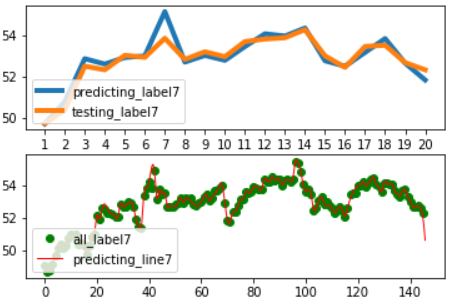 54
52
50
predicting_label7
testing_label7
1 2 3 4 5 6 7 8 9 10 11 12 13 14 15 16 17 18 19 20
54
52
50
all_label7
predicting_line7
0 20 40 60 80 100 120 140